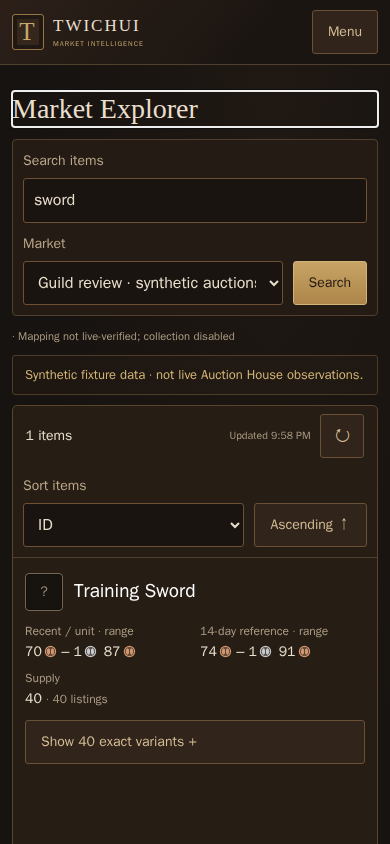 T
TWICHUI
MARKET INTELLIGENCE
Menu
Market Explorer
Search items
sword
Market
Guild review · synthetic auctions
Search
· Mapping not live-verified; collection disabled
Synthetic fixture data · not live Auction House observations.
1 items
Updated 9:58 PM
Sort items
ID
Ascending ↑
?
Training Sword
Recent / unit · range
70 – 1 87
14-day reference · range
74 – 1 91
Supply
40 · 40 listings
Show 40 exact variants +